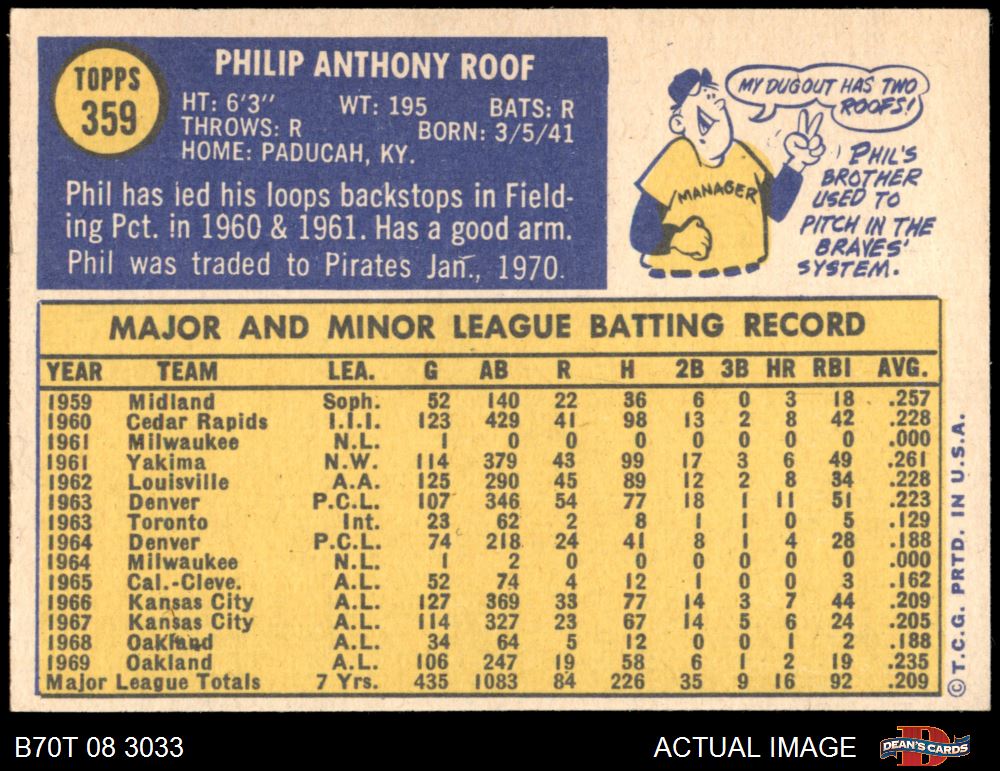 TOPPS
359
PHILIP ANTHONY ROOF
HT: 6'3'' WT: 195 BATS: R
THROWS: R BORN: 3/5/41
HOME: PADUCAH, KY.
Phil has led his loops backstops in Field-
ing Pct. in 1960 & 1961. Has a good arm.
Phil was traded to Pirates Jan., 1970.
MY DUGOUT HAS TWO
ROOFS!
MANAGER
PHIL'S
BROTHER
USED TO
PITCH IN THE
BRAVES'
SYSTEM.
MAJOR AND MINOR LEAGUE BATTING RECORD
YEAR TEAM LEA. G AB R H 2B 3B HR RBI AVG.
1959 Midland Soph. 52 140 22 36 6 0 3 18 .257
1960 Cedar Rapids I.I.I. 123 429 41 98 13 2 8 42 .228
1961 Milwaukee N.L. 1 0 0 0 0 0 0 0 .000
1961 Yakima N.W. 114 379 43 99 17 3 6 49 .261
1962 Louisville A.A. 125 290 45 89 12 2 8 34 .228
1963 Denver P.C.L. 107 346 54 77 18 1 11 51 .223
1963 Toronto Int. 23 62 2 8 1 1 0 5 .129
1964 Denver P.C.L. 74 218 24 41 8 1 4 28 .188
1964 Milwaukee N.L. 1 2 0 0 0 0 0 0 .000
1965 Cal.-Cleve. A.L. 52 74 4 12 1 0 0 3 .162
1966 Kansas City A.L. 127 369 33 77 14 3 7 44 .209
1967 Kansas City A.L. 114 327 23 67 14 5 6 24 .205
1968 Oakland A.L. 34 64 5 12 0 0 1 2 .188
1969 Oakland A.L. 106 247 19 58 6 1 2 19 .235
Major League Totals 7 Yrs. 435 1083 84 226 35 9 16 92 .209
© T.C.G. PRTD. IN U.S.A.
B70T 08 3033
ACTUAL IMAGE
D
DEAN'S CARDS